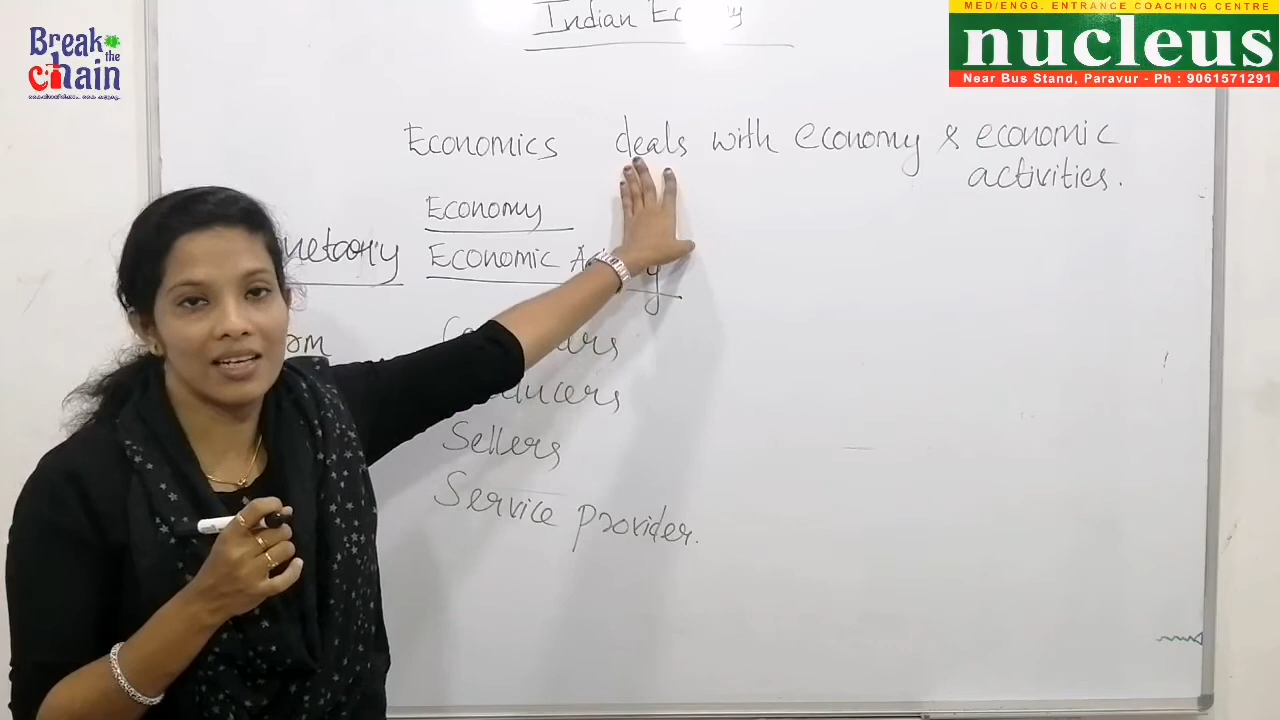 Break
the
chain
MED/ENGG. ENTRANCE COACHING CENTRE
nucleus
Near Bus Stand, Paravur - Ph : 9061571291
Indian
Economics deals with economy & economic
activities.
Economy
Economic
Sellers
Service provider.